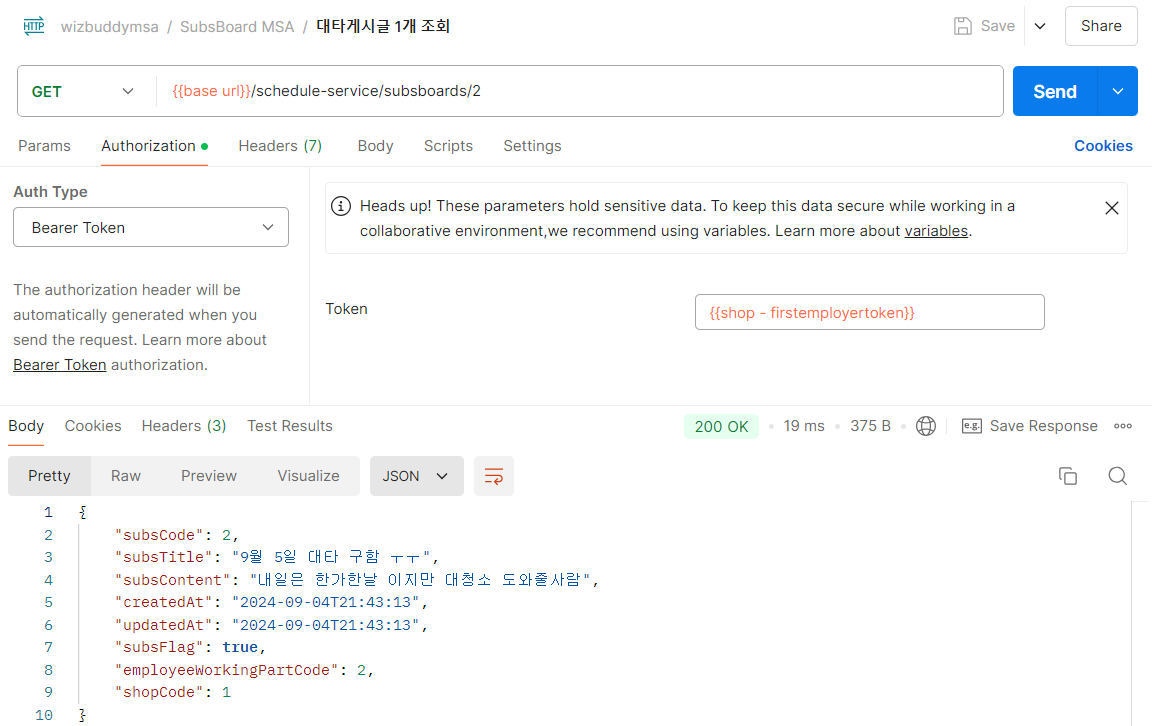 HTTP wizbuddymsa / SubsBoard MSA / 대타게시글 1개 조회 Save Share
GET {{base url}}/schedule-service/subsboards/2 Send
Params Authorization Headers (7) Body Scripts Settings Cookies
Auth Type
Bearer Token
The authorization header will be
automatically generated when you
send the request. Learn more about
Bearer Token authorization.
Heads up! These parameters hold sensitive data. To keep this data secure while working in a
collaborative environment,we recommend using variables. Learn more about variables.
Token {{shop - firstemployertoken}}
Body Cookies Headers (3) Test Results 200 OK 19 ms 375 B e.g. Save Response
Pretty Raw Preview Visualize JSON
1 {
2 "subsCode": 2,
3 "subsTitle": "9월 5일 대타 구함 ㅜㅜ",
4 "subsContent": "내일은 한가한날 이지만 대청소 도와줄사람",
5 "createdAt": "2024-09-04T21:43:13",
6 "updatedAt": "2024-09-04T21:43:13",
7 "subsFlag": true,
8 "employeeWorkingPartCode": 2,
9 "shopCode": 1
10 }